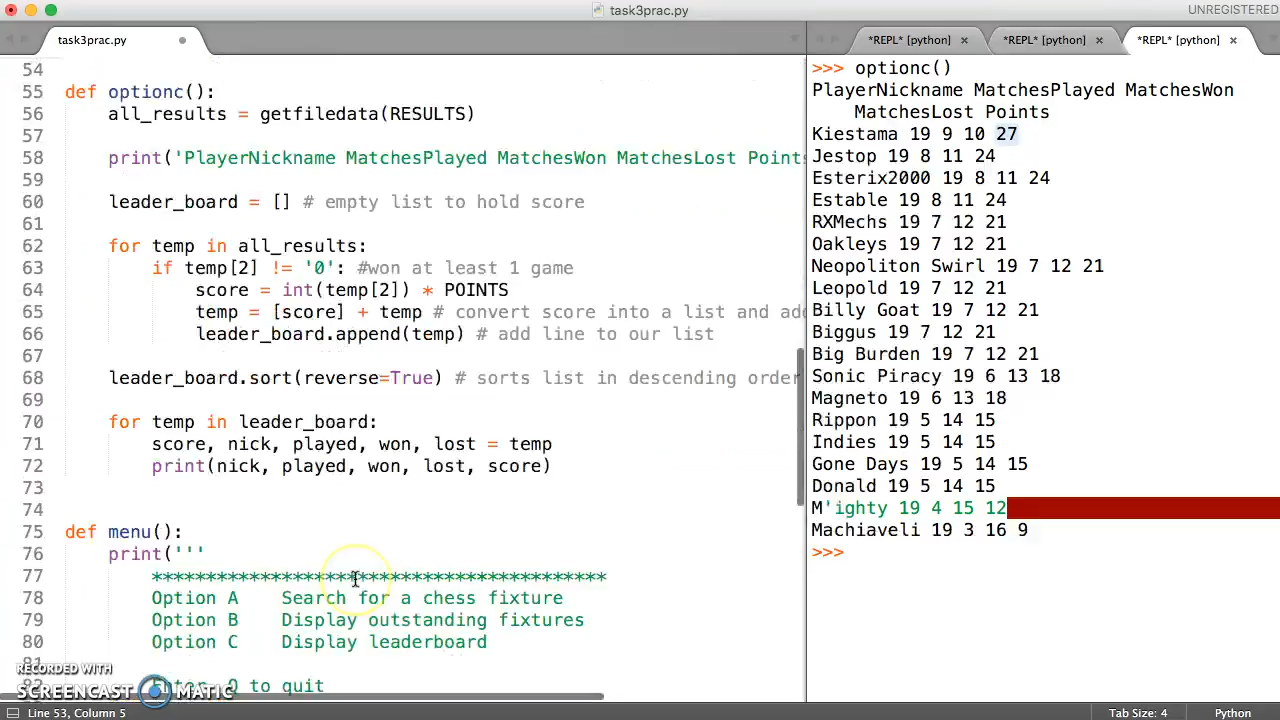 task3prac.py
UNREGISTERED
task3prac.py
*REPL* [python]
*REPL* [python]
*REPL* [python]
54
55 def optionc():
56 all_results = getfiledata(RESULTS)
57
58 print('PlayerNickname MatchesPlayed MatchesWon MatchesLost Points
59
60 leader_board = [] # empty list to hold score
61
62 for temp in all_results:
63 if temp[2] != '0': #won at least 1 game
64 score = int(temp[2]) * POINTS
65 temp = [score] + temp # convert score into a list and add
66 leader_board.append(temp) # add line to our list
67
68 leader_board.sort(reverse=True) # sorts list in descending order
69
70 for temp in leader_board:
71 score, nick, played, won, lost = temp
72 print(nick, played, won, lost, score)
73
74
75 def menu():
76 print('''
77 ******************************************
78 Option A Search for a chess fixture
79 Option B Display outstanding fixtures
80 Option C Display leaderboard
81
82 Enter Q to quit
>>> optionc()
PlayerNickname MatchesPlayed MatchesWon
MatchesLost Points
Kiestama 19 9 10 27
Jestop 19 8 11 24
Esterix2000 19 8 11 24
Estable 19 8 11 24
RXMechs 19 7 12 21
Oakleys 19 7 12 21
Neopoliton Swirl 19 7 12 21
Leopold 19 7 12 21
Billy Goat 19 7 12 21
Biggus 19 7 12 21
Big Burden 19 7 12 21
Sonic Piracy 19 6 13 18
Magneto 19 6 13 18
Rippon 19 5 14 15
Indies 19 5 14 15
Gone Days 19 5 14 15
Donald 19 5 14 15
M'ighty 19 4 15 12
Machiaveli 19 3 16 9
>>>
RECORDED WITH
SCREENCAST MATIC
Line 53, Column 5
Tab Size: 4
Python